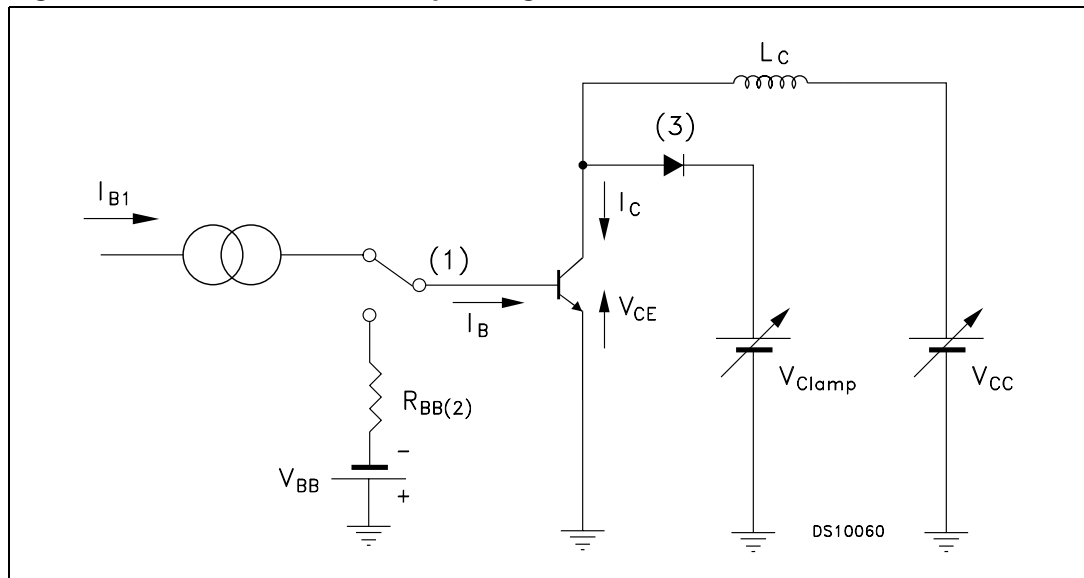 L_C
(3)
I_B1
I_C
(1)
I_B
V_CE
R_BB(2)
V_Clamp
V_CC
-
V_BB
+
DS10060